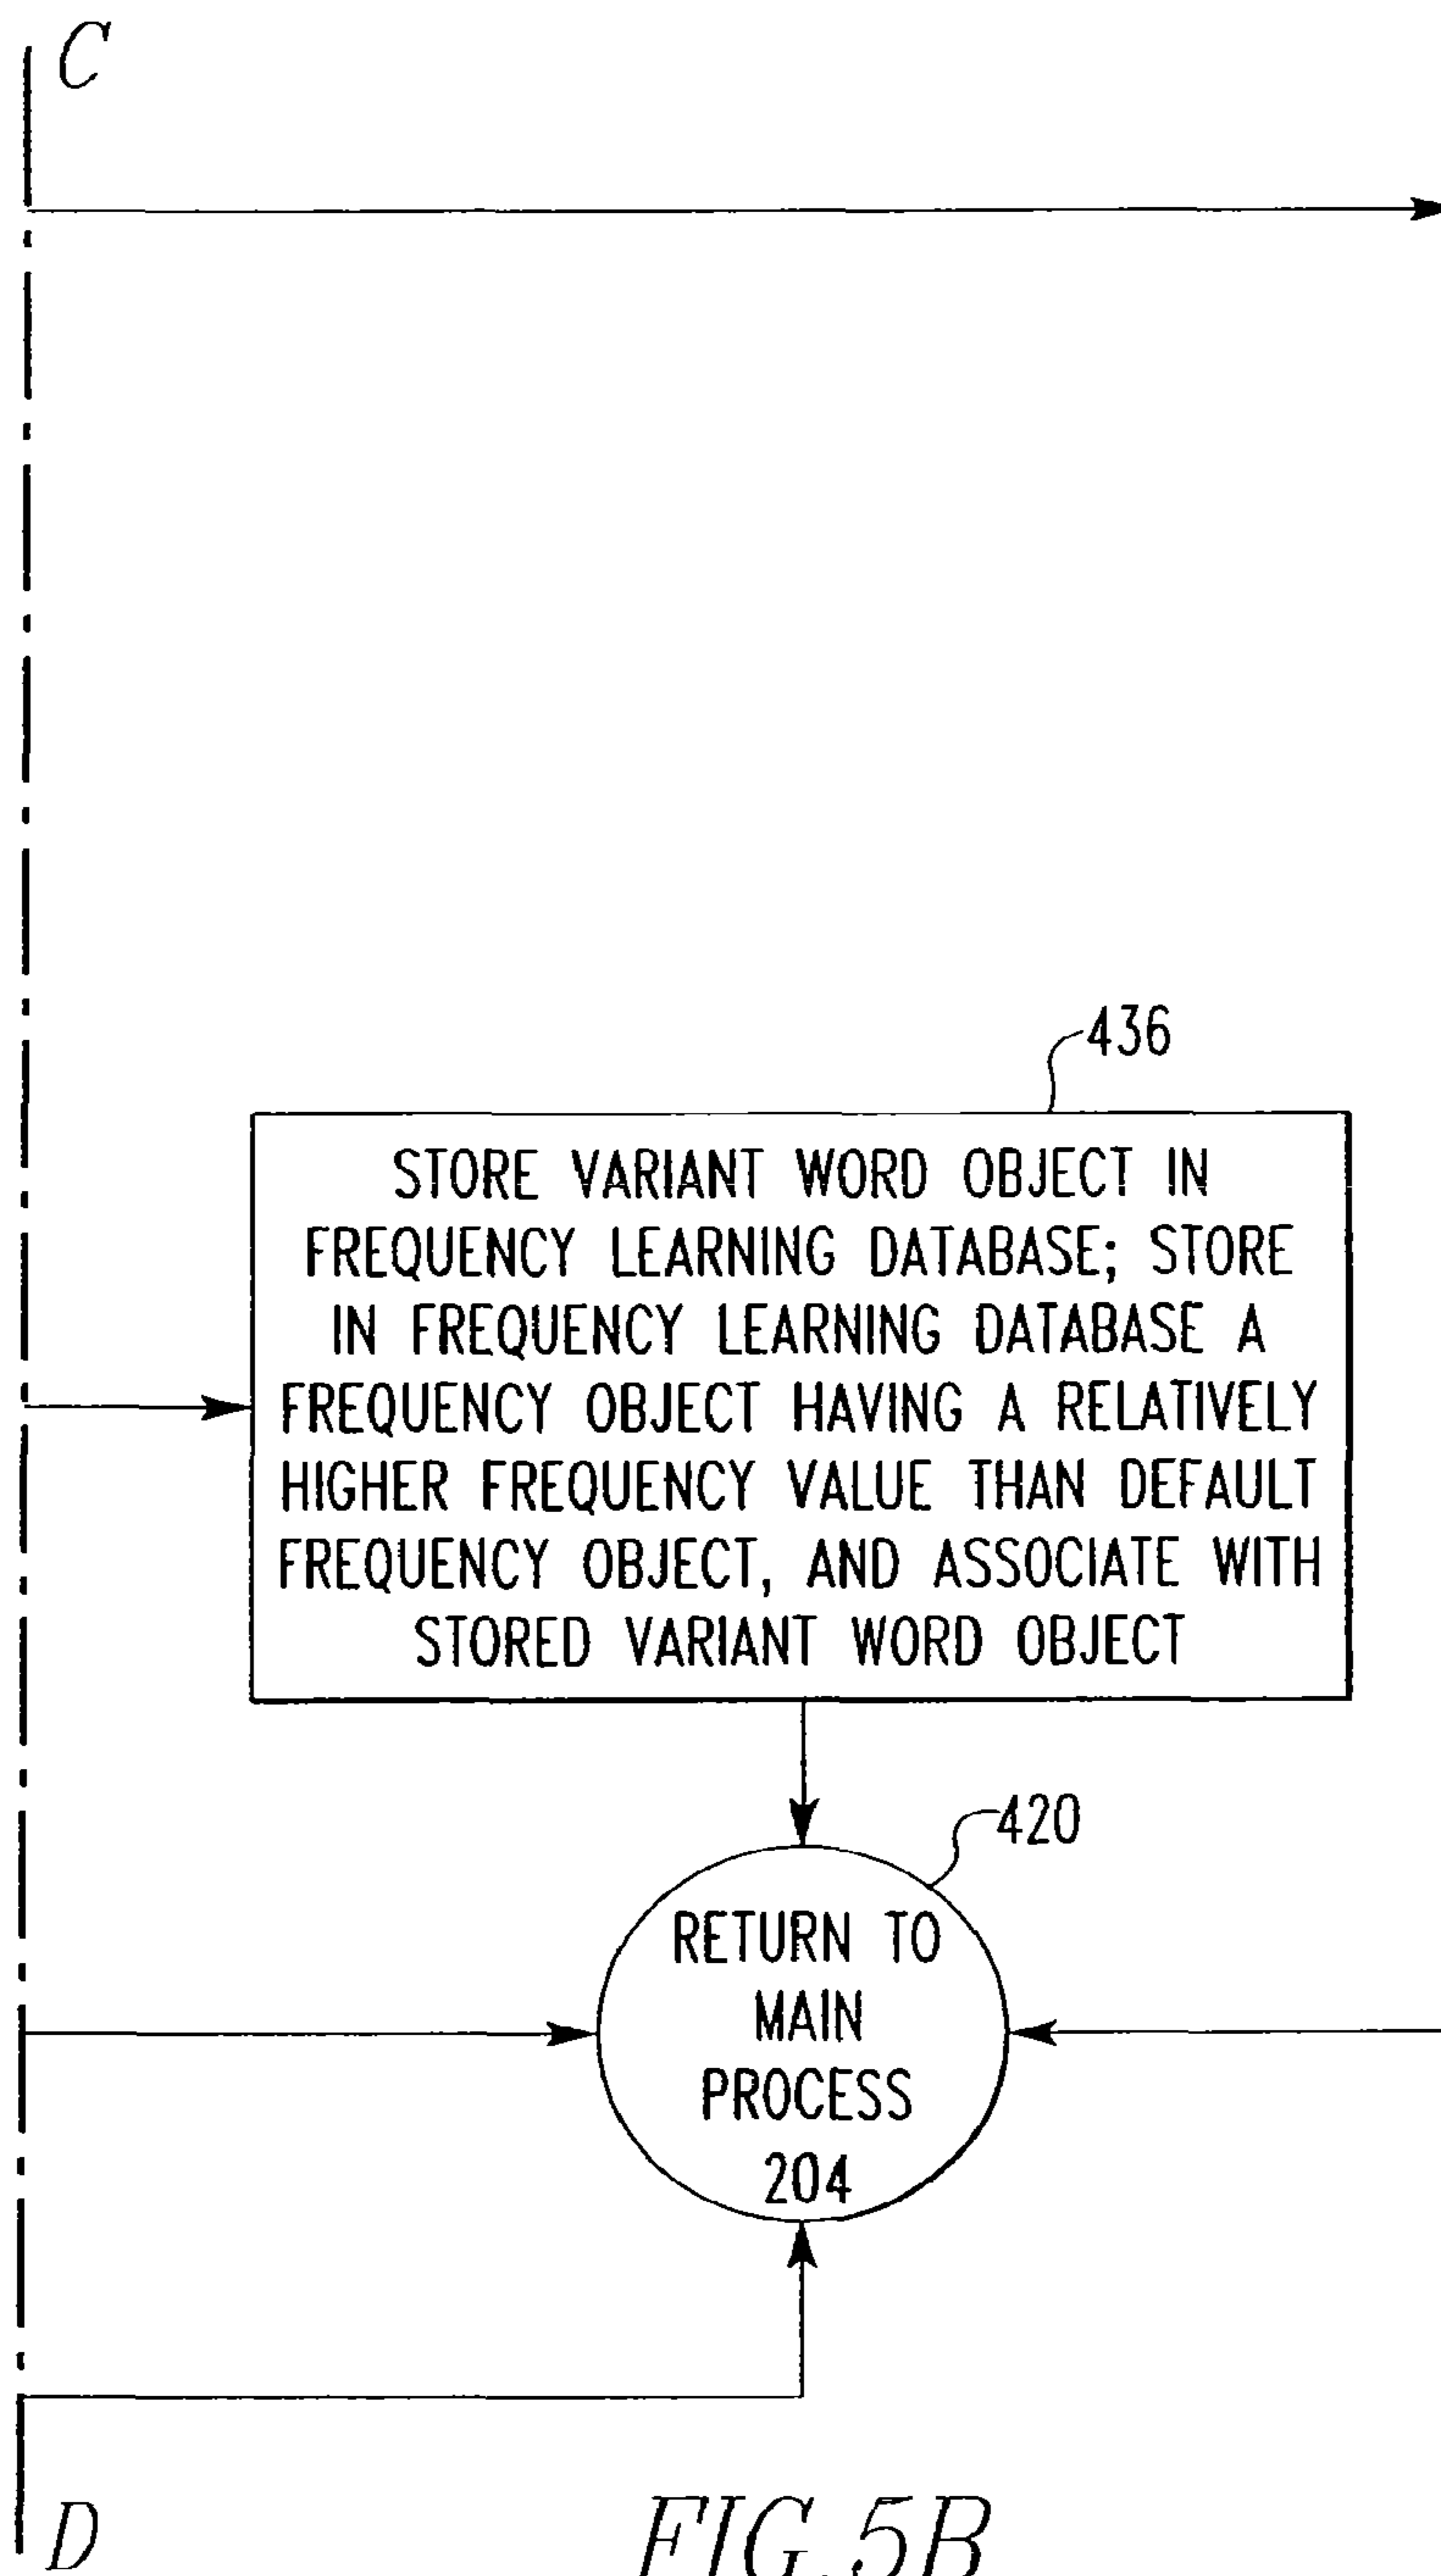 C
436
STORE VARIANT WORD OBJECT IN
FREQUENCY LEARNING DATABASE; STORE
IN FREQUENCY LEARNING DATABASE A
FREQUENCY OBJECT HAVING A RELATIVELY
HIGHER FREQUENCY VALUE THAN DEFAULT
FREQUENCY OBJECT, AND ASSOCIATE WITH
STORED VARIANT WORD OBJECT
420
RETURN TO
MAIN
PROCESS
204
D
FIG.5B